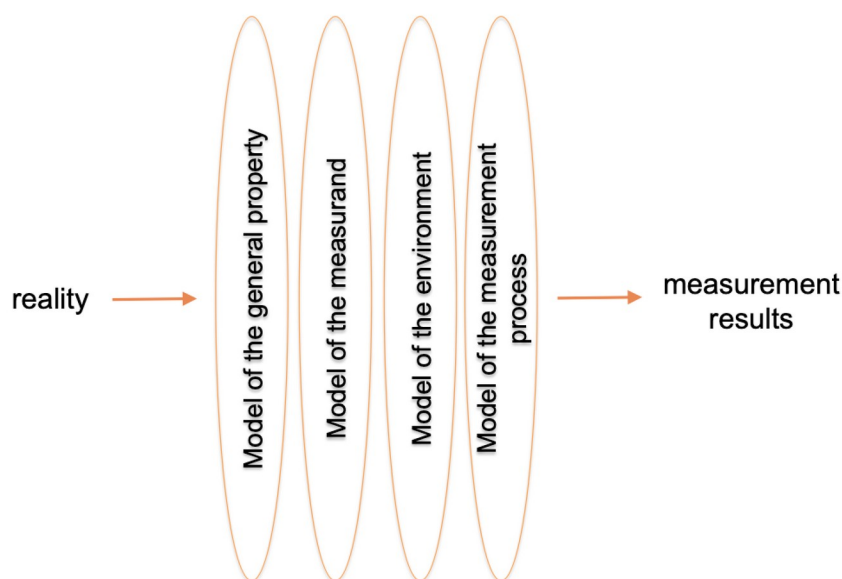 reality
Model of the general property
Model of the measurand
Model of the environment
Model of the measurement
process
measurement
results